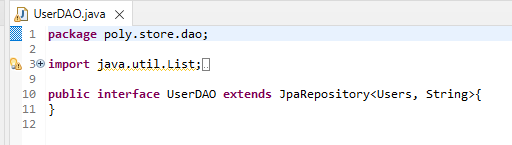 UserDAO.java
1 package poly.store.dao;
2
3 import java.util.List;
9
10 public interface UserDAO extends JpaRepository<Users, String>{
11 }
12